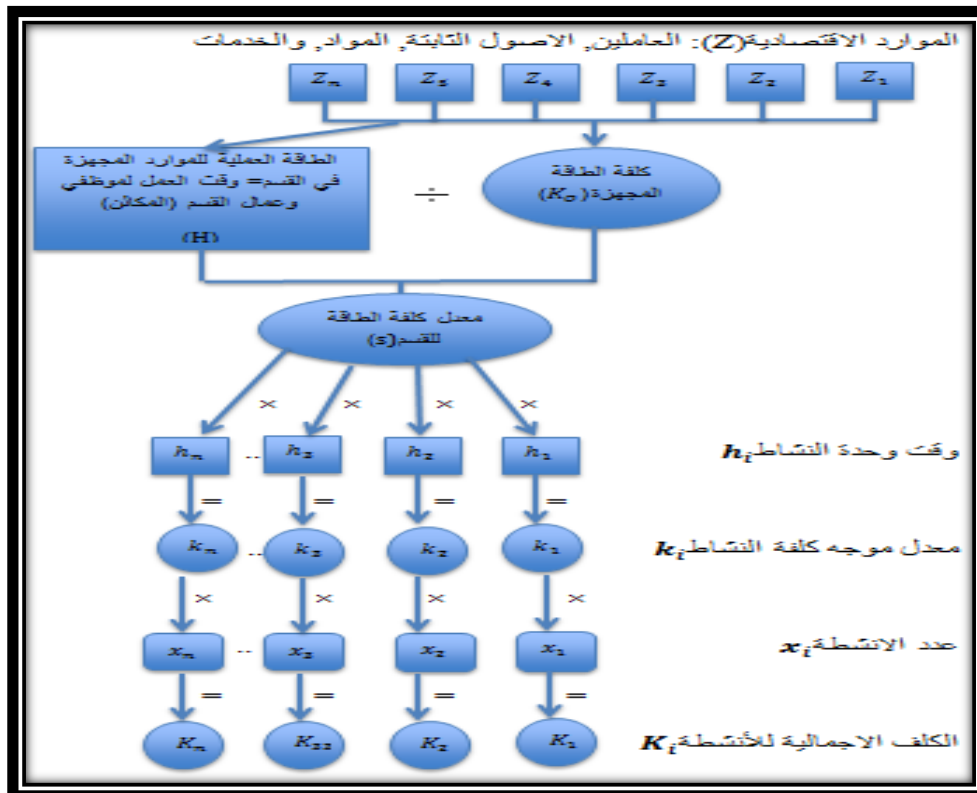 الموارد الاقتصادية(Z): العاملين, الاصول الثابتة, المواد, والخدمات
Z₁ Z₂ Z₃ Z₄ Z₅ Zₙ
كلفة الطاقة
المجهزة(K_σ)
÷
الطاقة العملية للموارد المجهزة
في القسم= وقت العمل لموظفي
وعمال القسم (المكائن)
(H)
معدل كلفة الطاقة
للقسم(s)
× × × ×
وقت وحدة النشاطhᵢ
h₁ h₂ h₃ .. hₙ
= = = =
معدل موجه كلفة النشاطkᵢ
k₁ k₂ k₃ .. kₙ
× × × ×
عدد الانشطةxᵢ
x₁ x₂ x₃ .. xₙ
= = = =
الكلف الاجمالية للأنشطةKᵢ
K₁ K₂ K₃₃ Kₙ